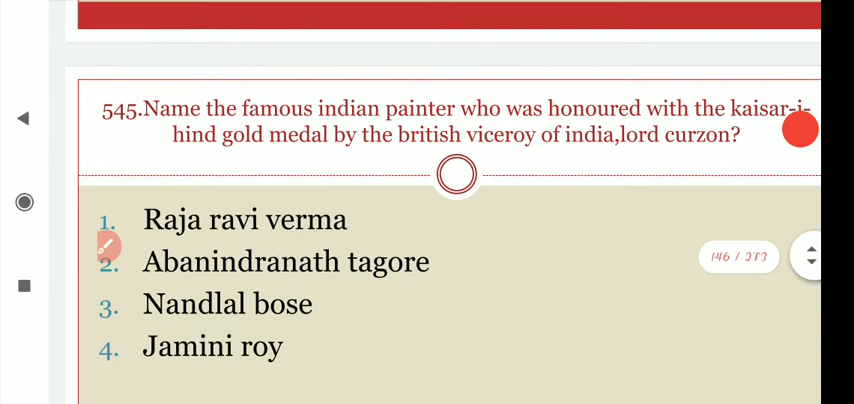 545.Name the famous indian painter who was honoured with the kaisar-i-
hind gold medal by the british viceroy of india,lord curzon?
1. Raja ravi verma
2. Abanindranath tagore
3. Nandlal bose
4. Jamini roy
146 / 273